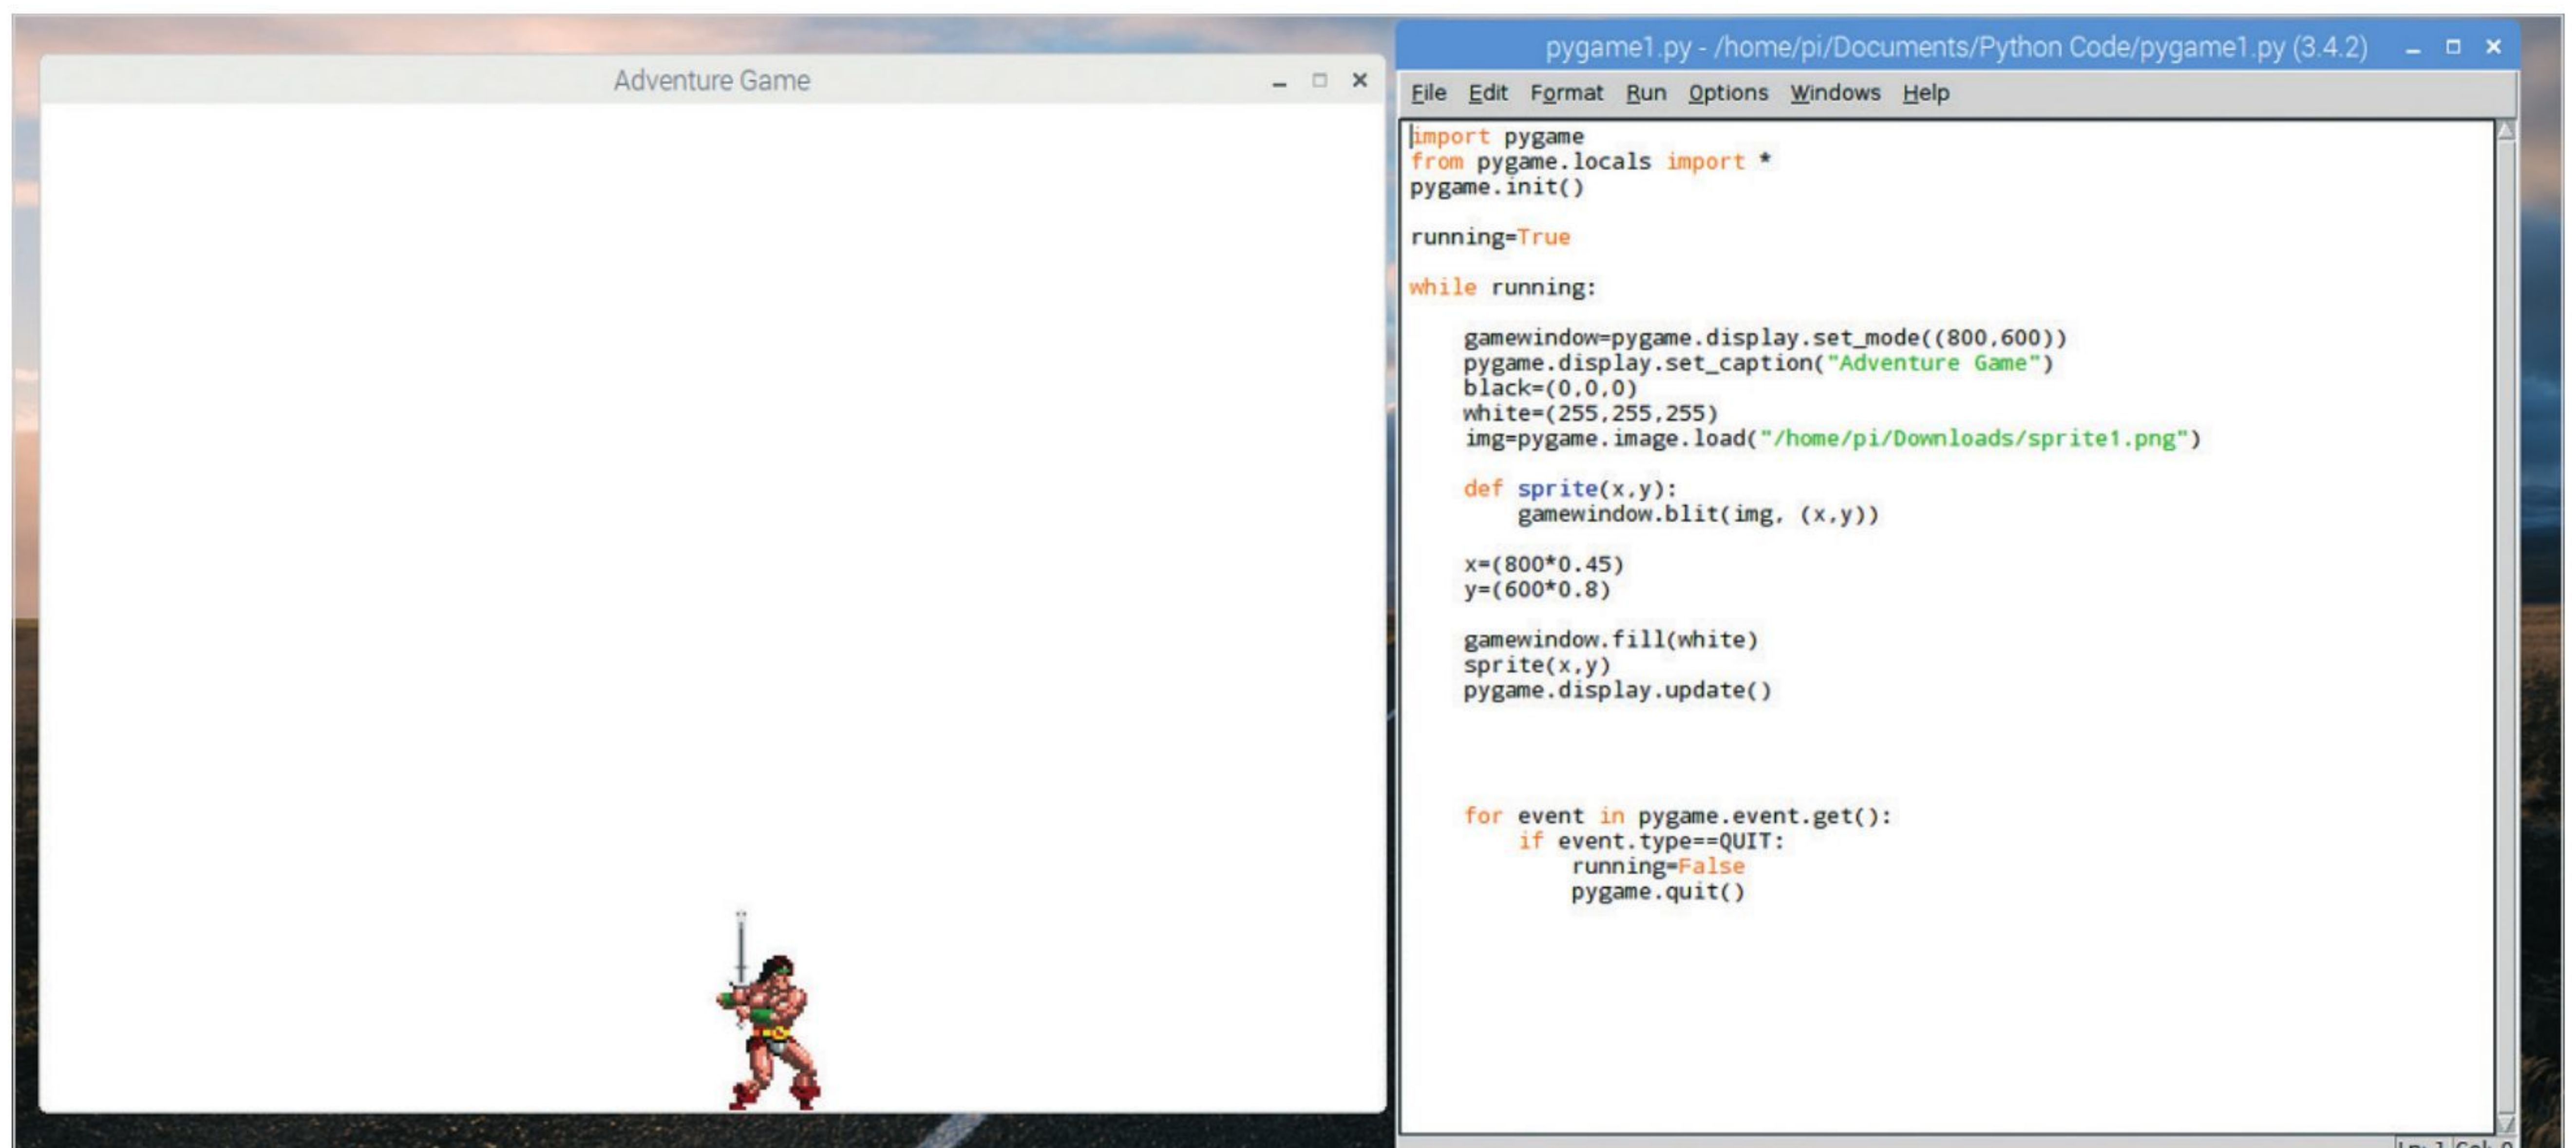 Adventure Game
pygame1.py - /home/pi/Documents/Python Code/pygame1.py (3.4.2)
File Edit Format Run Options Windows Help
import pygame
from pygame.locals import *
pygame.init()
running=True
while running:
gamewindow=pygame.display.set_mode((800,600))
pygame.display.set_caption("Adventure Game")
black=(0,0,0)
white=(255,255,255)
img=pygame.image.load("/home/pi/Downloads/sprite1.png")
def sprite(x,y):
gamewindow.blit(img, (x,y))
x=(800*0.45)
y=(600*0.8)
gamewindow.fill(white)
sprite(x,y)
pygame.display.update()
for event in pygame.event.get():
if event.type==QUIT:
running=False
pygame.quit()